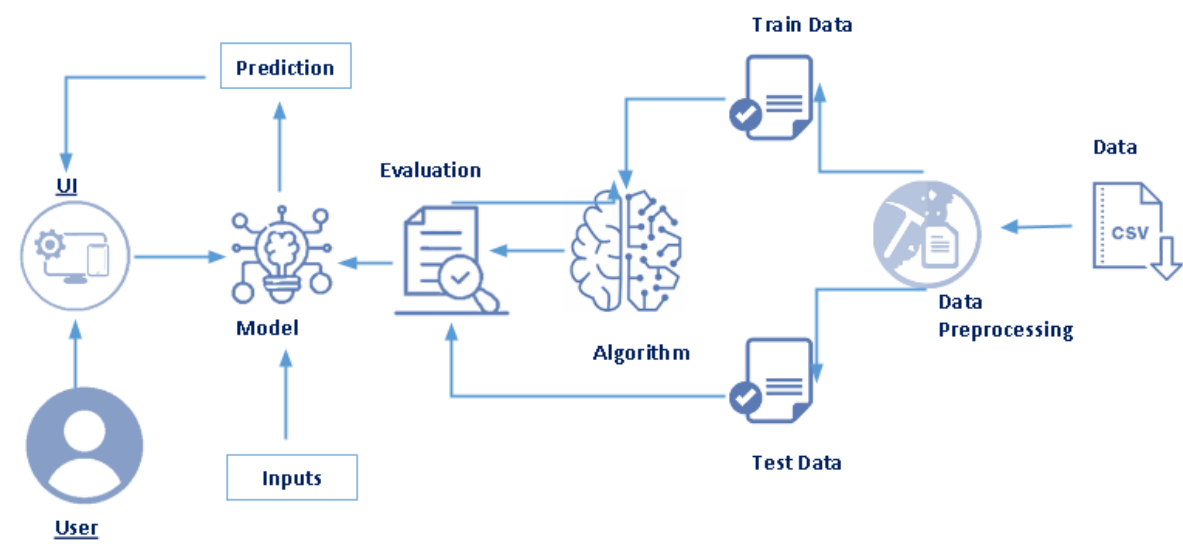 Train Data
Prediction
Data
Evaluation
UI
CSV
Data
Preprocessing
Model
Algorithm
Test Data
Inputs
User